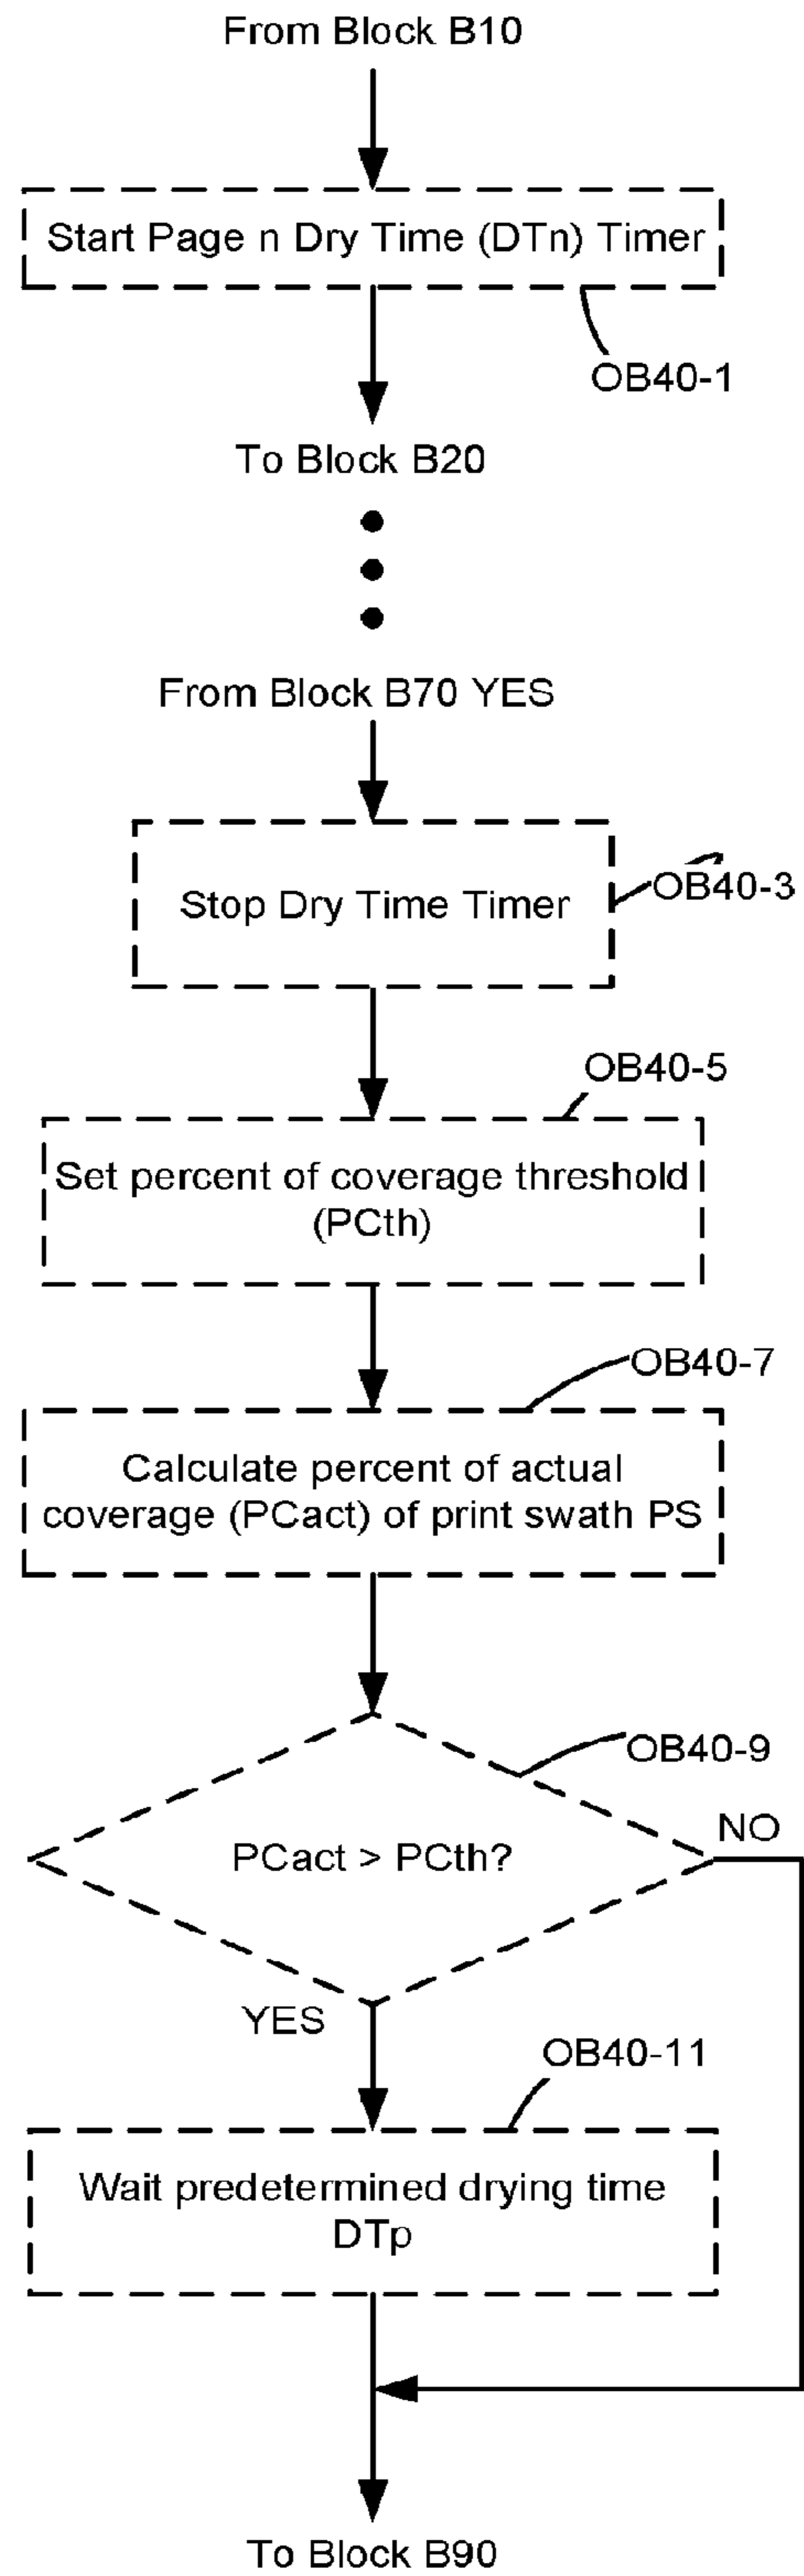 From Block B10
Start Page n Dry Time (DTn) Timer
OB40-1
To Block B20
From Block B70 YES
Stop Dry Time Timer
OB40-3
OB40-5
Set percent of coverage threshold
(PCth)
OB40-7
Calculate percent of actual
coverage (PCact) of print swath PS
OB40-9
PCact > PCth?
NO
YES
OB40-11
Wait predetermined drying time
DTp
To Block B90